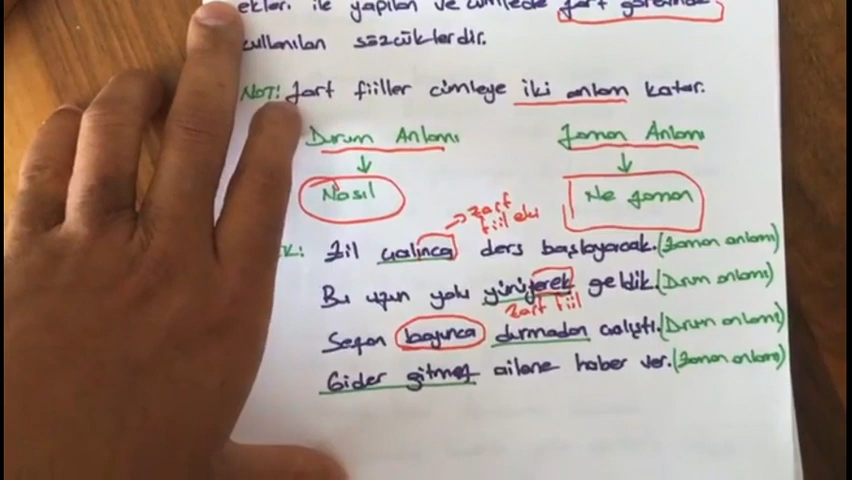 ekleri ile yapılan ve cümlede zarf görevinde
kullanılan sözcüklerdir.
NOT: Zarf fiiller cümleye iki anlam katar.
Durum Anlamı Zaman Anlamı
Nasıl Ne zaman
zarf
fiil eki
ÖRNEK: Zil çalınca ders başlayacak. (Zaman anlamı)
Bu uzun yolu yürüyerek geldik. (Durum anlamı)
zarf fiil
boyunca durmadan çalıştı. (Durum anlamı)
Gider gitmez ailene haber ver. (Zaman anlamı)